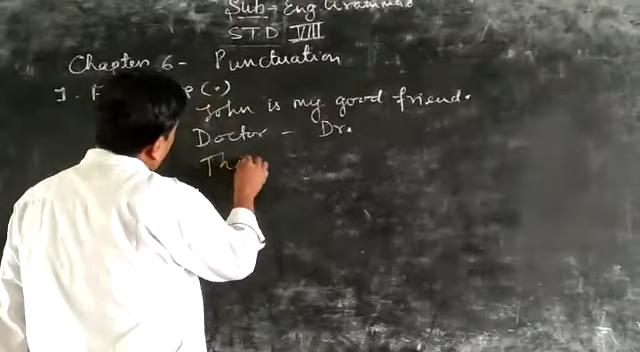 Sub → Eng Grammar
STD VIII
Chapter 6 - Punctuation
1. F (.)
John is my good friend.
Doctor - Dr.
Th